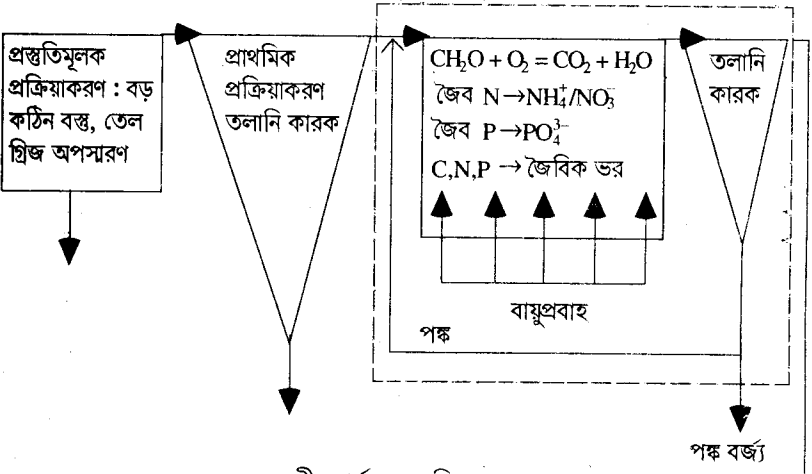 প্রস্তুতিমূলক
প্রক্রিয়াকরণ : বড়
কঠিন বস্তু, তেল
গ্রিজ অপসারণ
প্রাথমিক
প্রক্রিয়াকরণ
তলানি কারক
CH₂O + O₂ = CO₂ + H₂O
জৈব N→NH₄⁺/NO₃⁻
জৈব P→PO₄³⁻
C,N,P → জৈবিক ভর
তলানি
কারক
বায়ুপ্রবাহ
পঙ্ক
পঙ্ক বর্জ্য